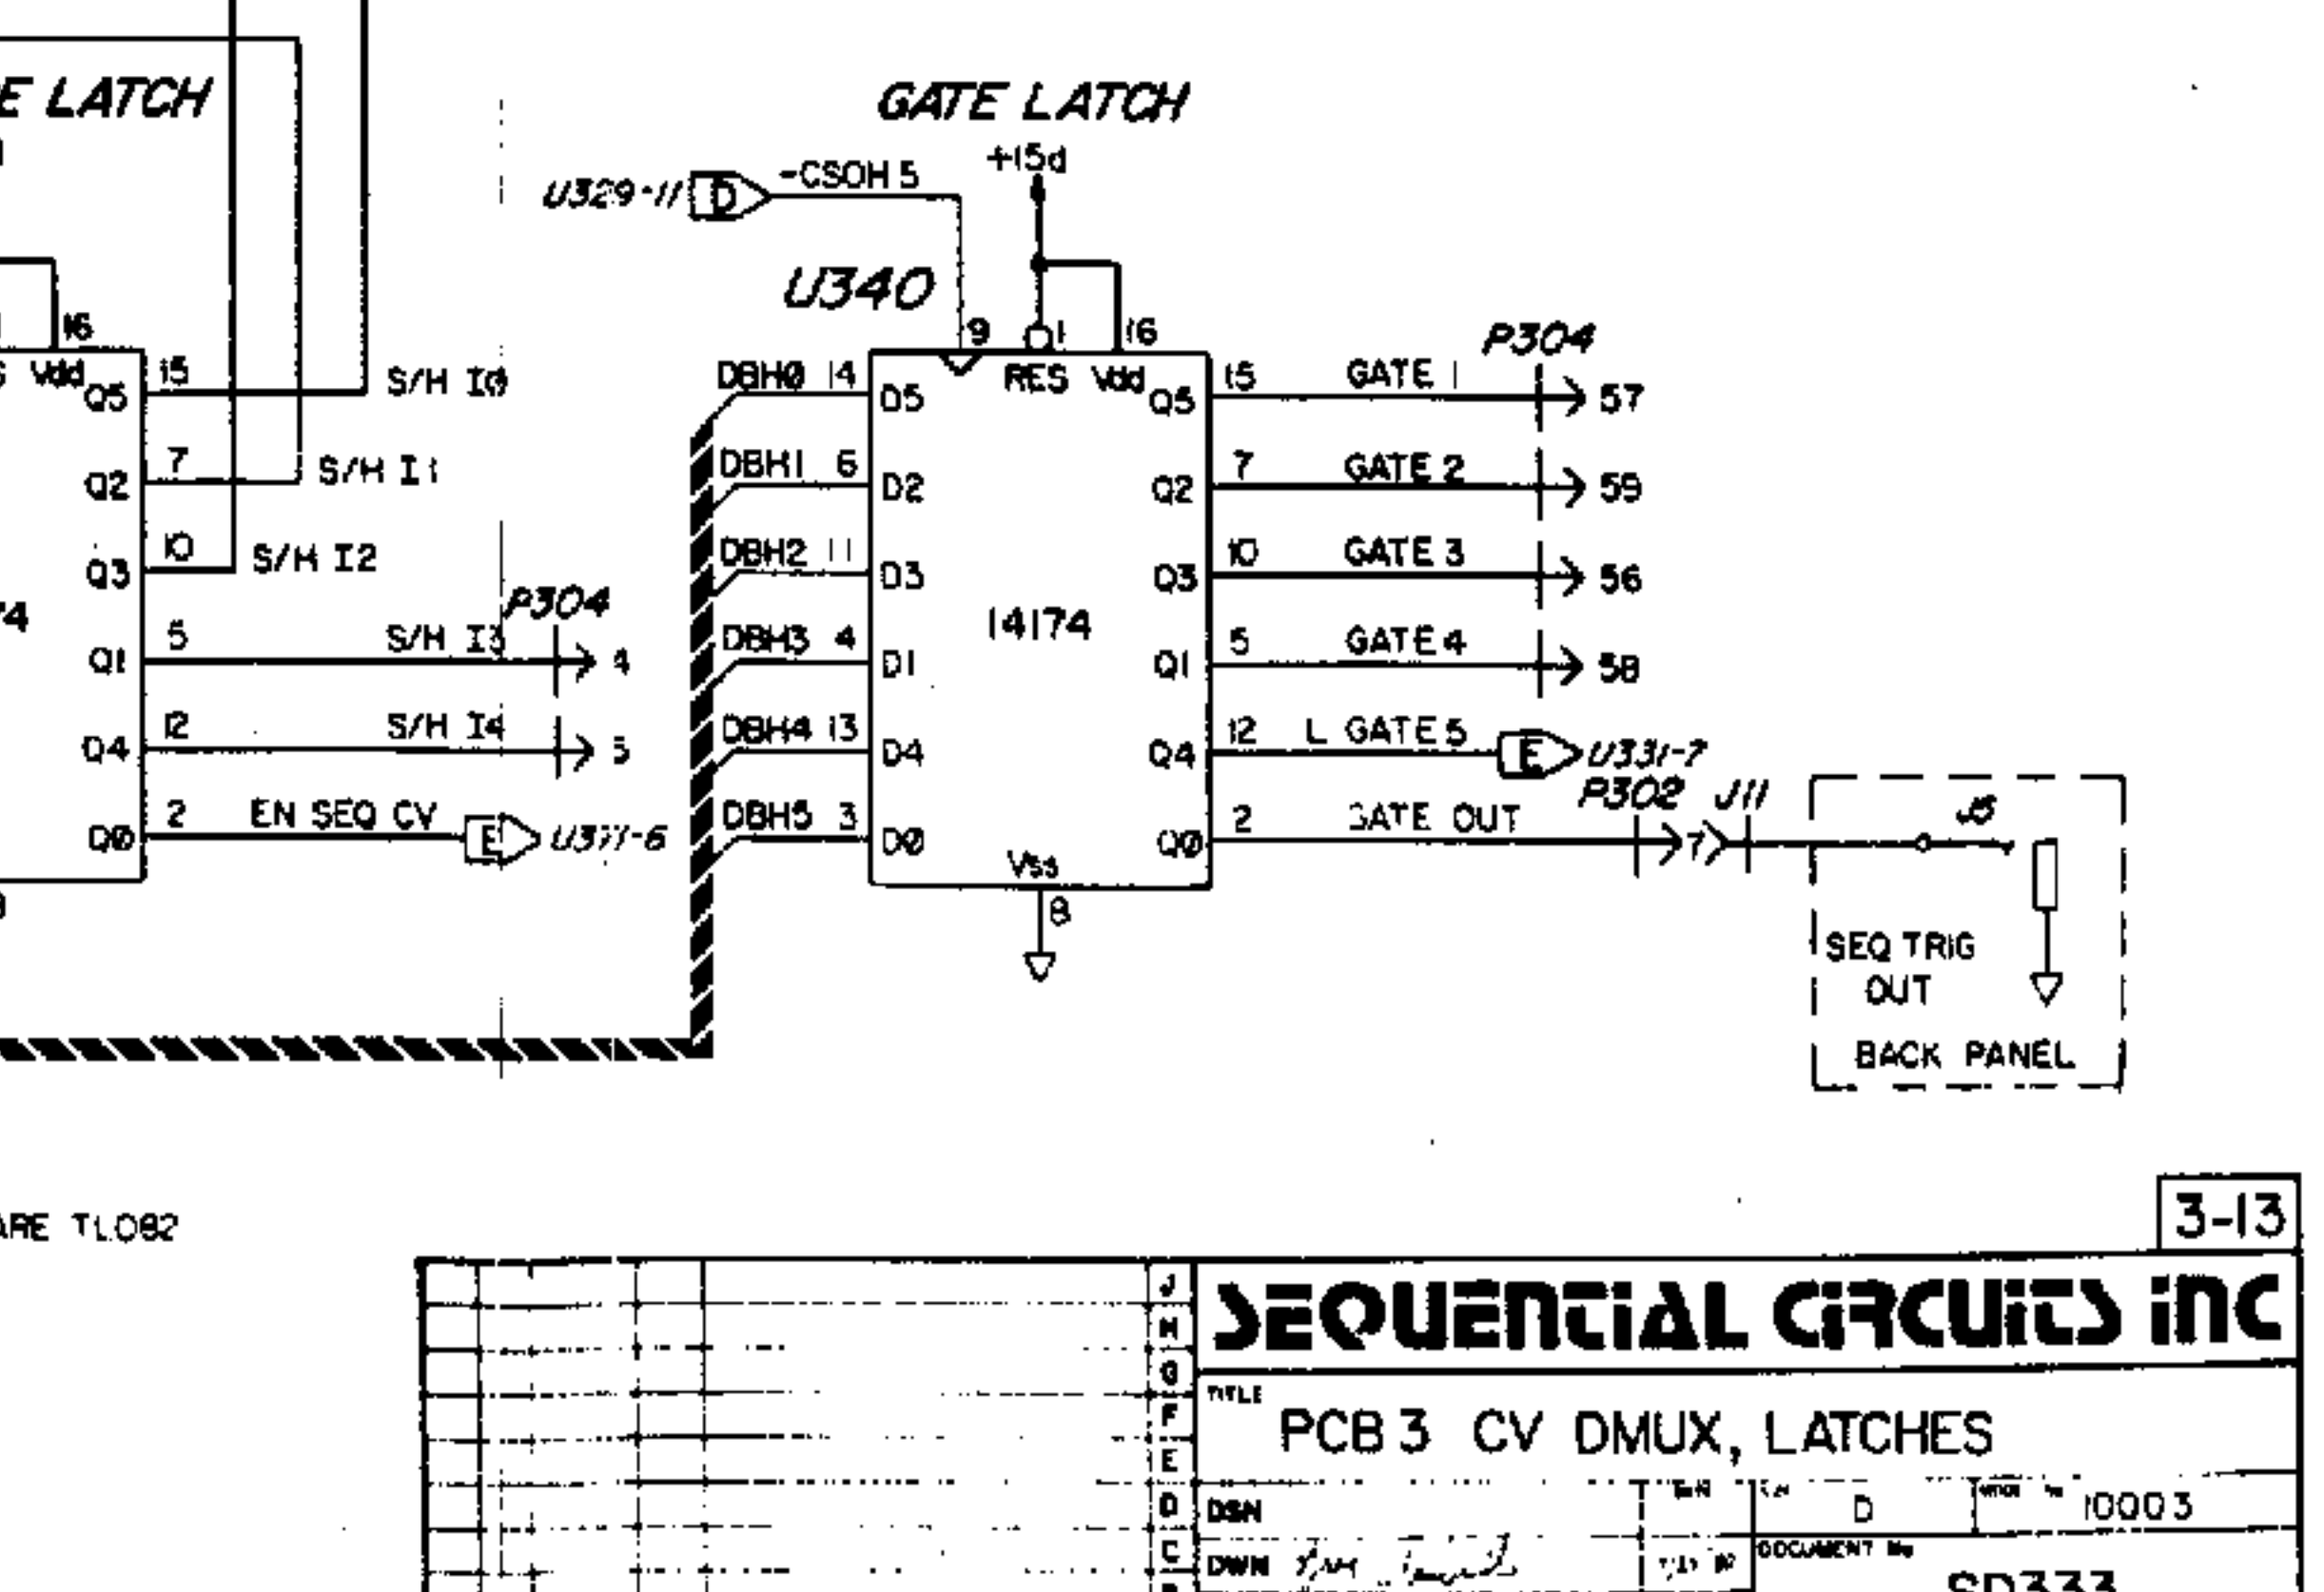 E LATCH
16
Vdd
Q5 15 S/H I0
Q2 7 S/H I1
Q3 10 S/H I2
Q1 5 S/H I3 P304 4
Q4 12 S/H I4 5
Q0 2 EN SEQ CV E
GATE LATCH
+15d
U329-11 D -CSOH 5
U340
9 1 16
RES Vdd
DBH0 14 D5
DBH1 6 D2
DBH2 11 D3
DBH3 4 D1
DBH4 13 D4
DBH5 3 D0
14174
Vss
8
P304
Q5 15 GATE 1 57
Q2 7 GATE 2 59
Q3 10 GATE 3 56
Q1 5 GATE 4 58
Q4 12 L GATE 5 E U331-7
Q0 2 GATE OUT P302 7 J11
J5
SEQ TRIG
OUT
BACK PANEL
ARE TL082
3-13
SEQUENTIAL CIRCUITS INC
TITLE
PCB 3 CV DMUX, LATCHES
J
H
G
F
E
D
C
DSN
DWN
D
10003
DOCUMENT No
SD333